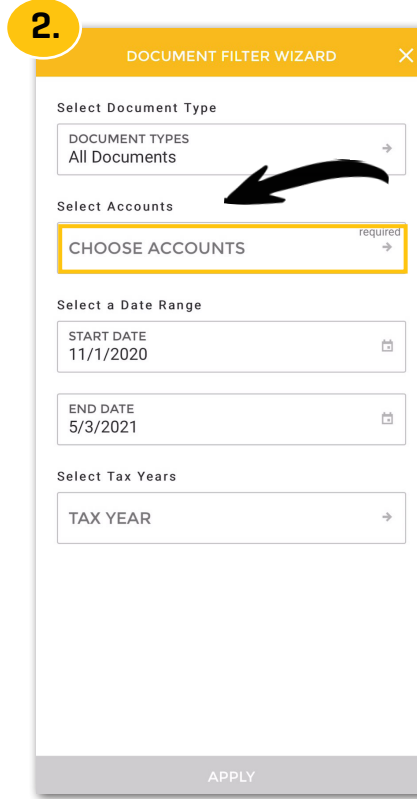 2.
DOCUMENT FILTER WIZARD
Select Document Type
DOCUMENT TYPES
All Documents
Select Accounts
required
CHOOSE ACCOUNTS
Select a Date Range
START DATE
11/1/2020
END DATE
5/3/2021
Select Tax Years
TAX YEAR
APPLY